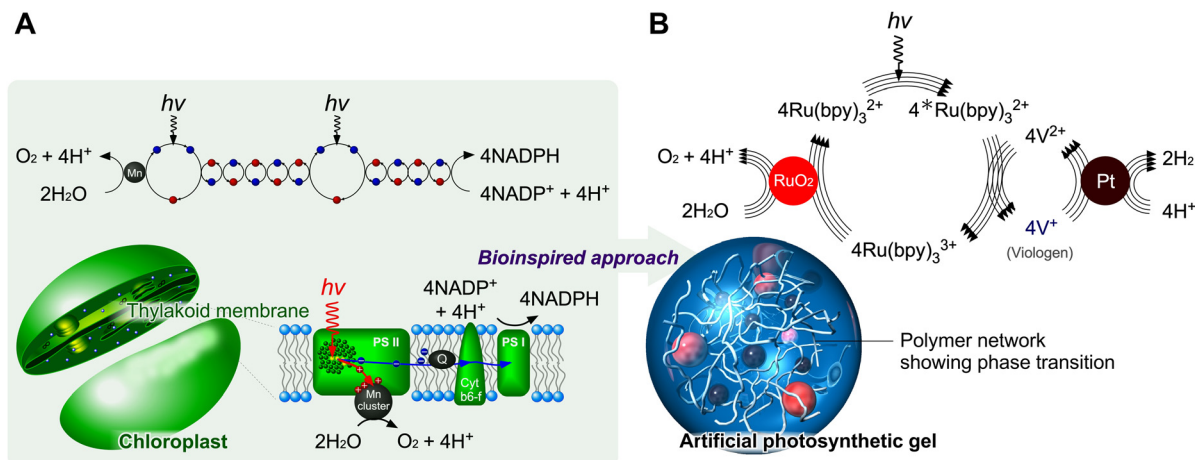 A
hv
hv
O2 + 4H+
Mn
4NADPH
2H2O
4NADP+ + 4H+
Thylakoid membrane
hv
4NADP+
+ 4H+
4NADPH
PS II
PS I
Q
Cyt
b6-f
Mn
cluster
2H2O
O2 + 4H+
Chloroplast
Bioinspired approach
B
hv
4Ru(bpy)3 2+
4*Ru(bpy)3 2+
4V2+
O2 + 4H+
RuO2
2H2O
Pt
2H2
4H+
4V+
(Viologen)
4Ru(bpy)3 3+
Polymer network
showing phase transition
Artificial photosynthetic gel